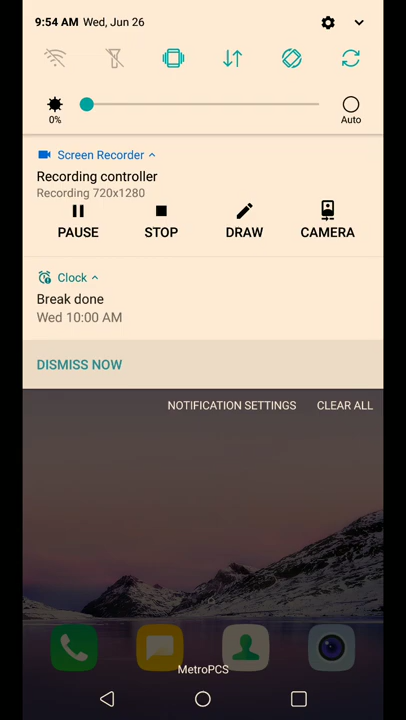 9:54 AM Wed, Jun 26
0%
Auto
Screen Recorder
Recording controller
Recording 720x1280
PAUSE STOP DRAW CAMERA
Clock
Break done
Wed 10:00 AM
DISMISS NOW
NOTIFICATION SETTINGS CLEAR ALL
MetroPCS